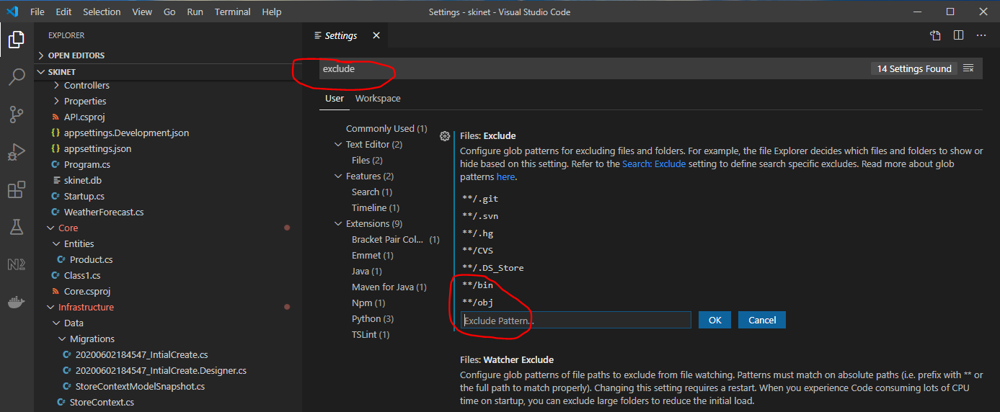 File Edit Selection View Go Run Terminal Help Settings - skinet - Visual Studio Code
EXPLORER
OPEN EDITORS
SKINET
Controllers
Properties
API.csproj
{} appsettings.Development.json
{} appsettings.json
C# Program.cs
skinet.db
C# Startup.cs
C# WeatherForecast.cs
Core
Entities
C# Product.cs
C# Class1.cs
Core.csproj
Infrastructure
Data
Migrations
C# 20200602184547_IntialCreate.cs
C# 20200602184547_IntialCreate.Designer.cs
C# StoreContextModelSnapshot.cs
C# StoreContext.cs
Settings
exclude
14 Settings Found
User Workspace
Commonly Used (1)
Text Editor (2)
Files (2)
Features (2)
Search (1)
Timeline (1)
Extensions (9)
Bracket Pair Col... (1)
Emmet (1)
Java (1)
Maven for Java (1)
Npm (1)
Python (3)
TSLint (1)
Files: Exclude
Configure glob patterns for excluding files and folders. For example, the file Explorer decides which files and folders to show or
hide based on this setting. Refer to the Search: Exclude setting to define search specific excludes. Read more about glob
patterns here.
**/.git
**/.svn
**/.hg
**/CVS
**/.DS_Store
**/bin
**/obj
Exclude Pattern...
OK
Cancel
Files: Watcher Exclude
Configure glob patterns of file paths to exclude from file watching. Patterns must match on absolute paths (i.e. prefix with ** or
the full path to match properly). Changing this setting requires a restart. When you experience Code consuming lots of CPU
time on startup, you can exclude large folders to reduce the initial load.